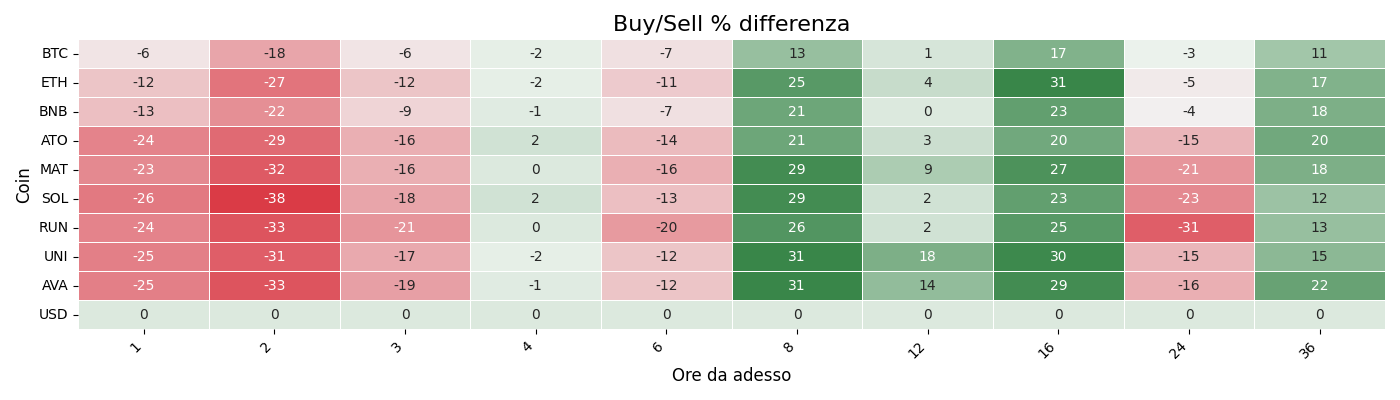 Buy/Sell % differenza
Coin
BTC -6 -18 -6 -2 -7 13 1 17 -3 11
ETH -12 -27 -12 -2 -11 25 4 31 -5 17
BNB -13 -22 -9 -1 -7 21 0 23 -4 18
ATO -24 -29 -16 2 -14 21 3 20 -15 20
MAT -23 -32 -16 0 -16 29 9 27 -21 18
SOL -26 -38 -18 2 -13 29 2 23 -23 12
RUN -24 -33 -21 0 -20 26 2 25 -31 13
UNI -25 -31 -17 -2 -12 31 18 30 -15 15
AVA -25 -33 -19 -1 -12 31 14 29 -16 22
USD 0 0 0 0 0 0 0 0 0 0
1 2 3 4 6 8 12 16 24 36
Ore da adesso